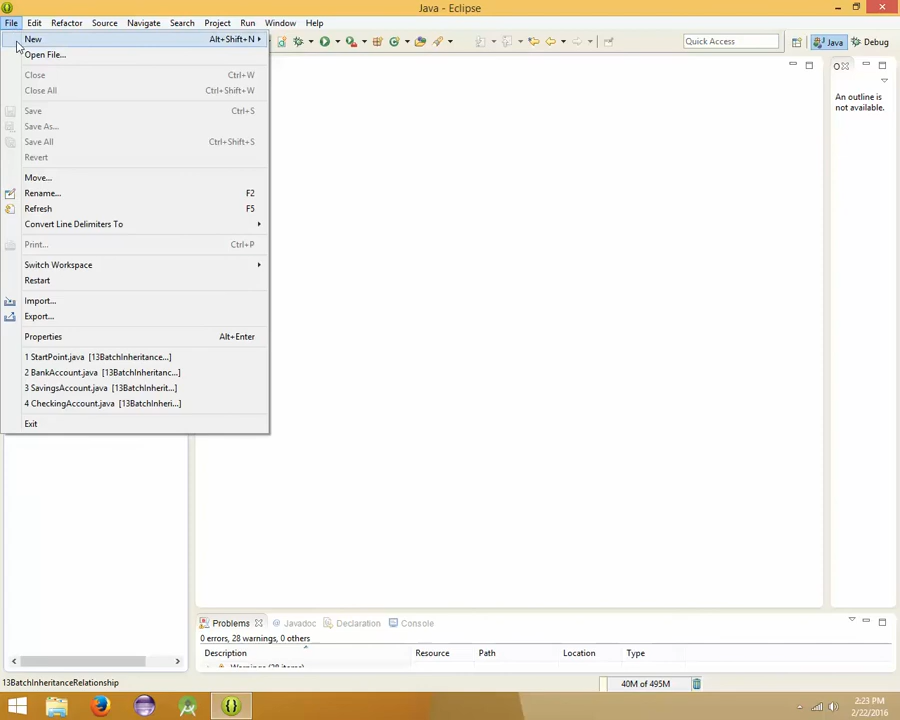 Java - Eclipse
File Edit Refactor Source Navigate Search Project Run Window Help
New Alt+Shift+N
Open File...
Close Ctrl+W
Close All Ctrl+Shift+W
Save Ctrl+S
Save As...
Save All Ctrl+Shift+S
Revert
Move...
Rename... F2
Refresh F5
Convert Line Delimiters To
Print... Ctrl+P
Switch Workspace
Restart
Import...
Export...
Properties Alt+Enter
1 StartPoint.java [13BatchInheritance...]
2 BankAccount.java [13BatchInheritanc...]
3 SavingsAccount.java [13BatchInherit...]
4 CheckingAccount.java [13BatchInheri...]
Exit
Quick Access
Java Debug
An outline is
not available.
Problems Javadoc Declaration Console
0 errors, 28 warnings, 0 others
Description Resource Path Location Type
Warnings (28 items)
13BatchInheritanceRelationship
40M of 495M
2:23 PM
2/22/2016